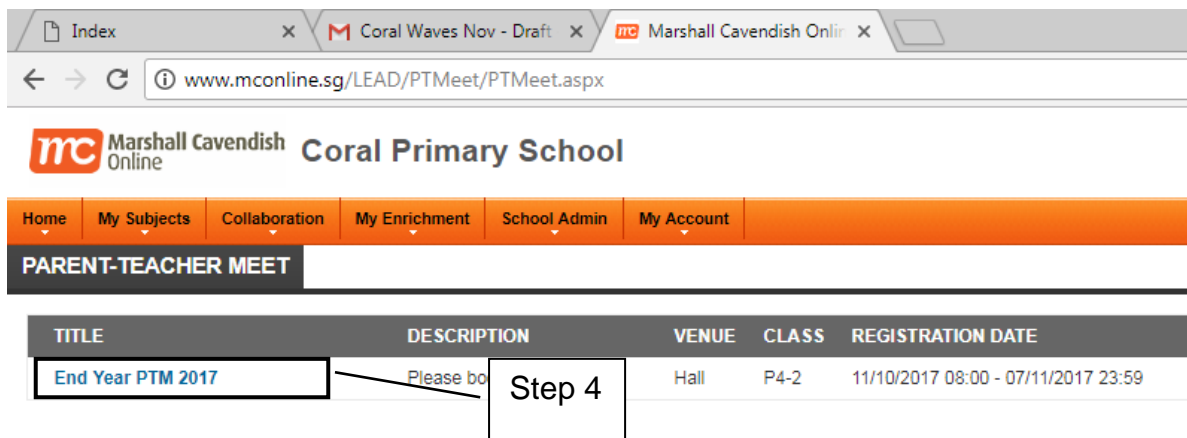 Index
Coral Waves Nov - Draft
Marshall Cavendish Onlin
www.mconline.sg/LEAD/PTMeet/PTMeet.aspx
mc Marshall Cavendish Online Coral Primary School
Home My Subjects Collaboration My Enrichment School Admin My Account
PARENT-TEACHER MEET
TITLE DESCRIPTION VENUE CLASS REGISTRATION DATE
End Year PTM 2017 Please Hall P4-2 11/10/2017 08:00 - 07/11/2017 23:59
Step 4